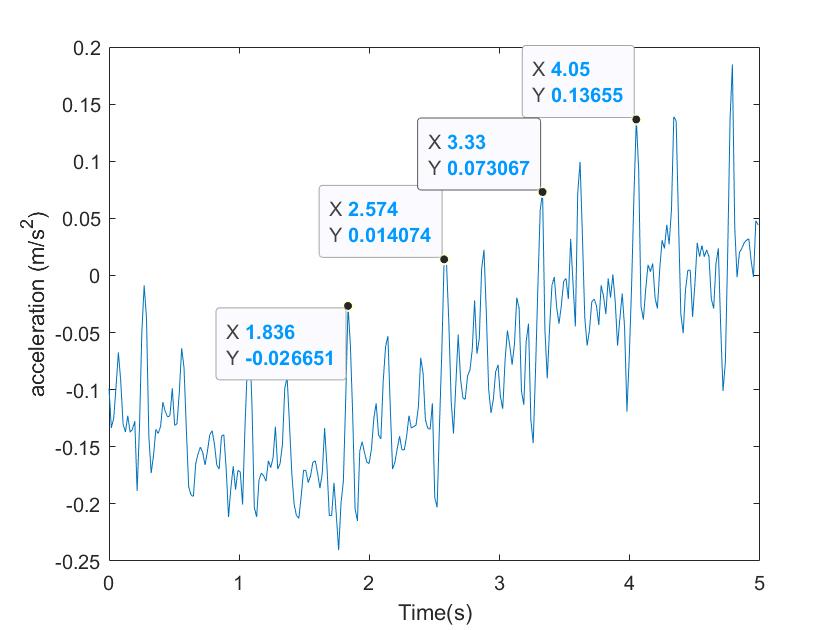 0.2
0.15
0.1
0.05
0
-0.05
-0.1
-0.15
-0.2
-0.25
acceleration (m/s²)
X 4.05
Y 0.13655
X 3.33
Y 0.073067
X 2.574
Y 0.014074
X 1.836
Y -0.026651
0 1 2 3 4 5
Time(s)